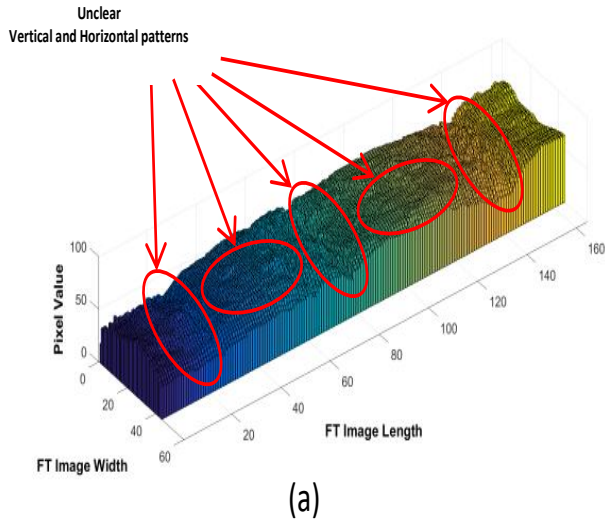 Unclear
Vertical and Horizontal patterns
100
50
0
Pixel Value
0
20
40
60
FT Image Width
20
40
60
80
100
120
140
160
FT Image Length
(a)